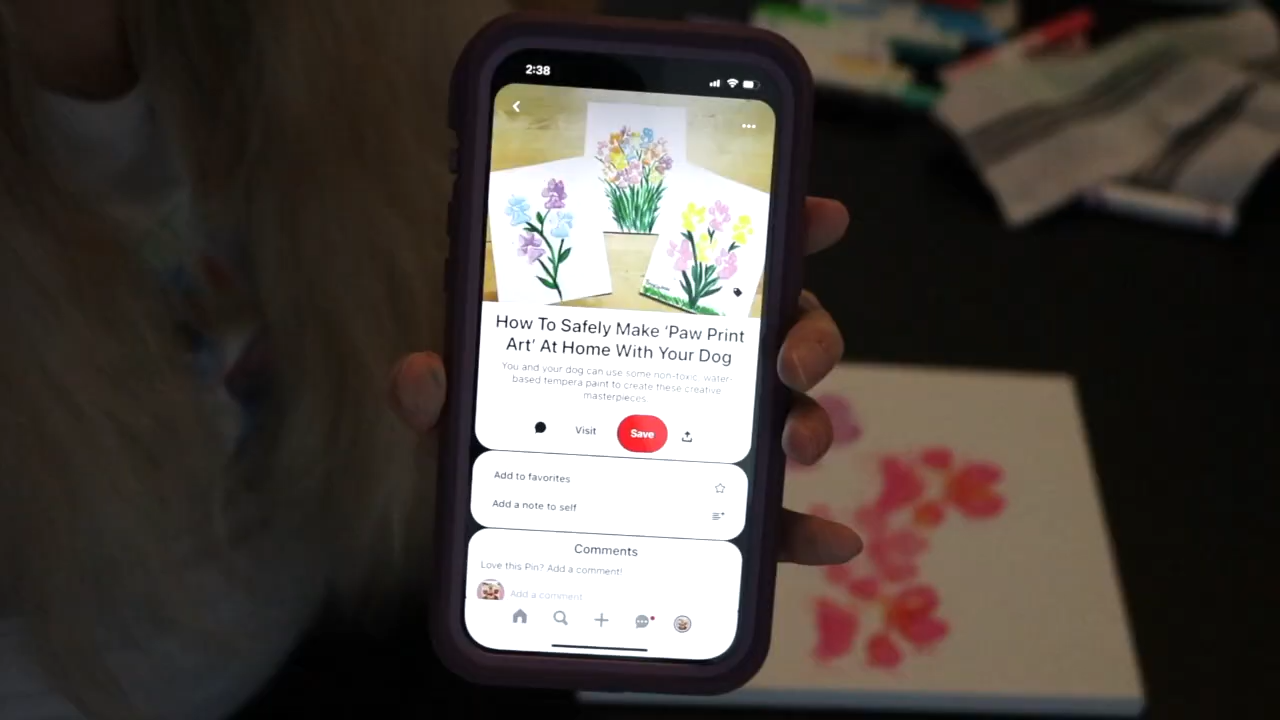 2:38
How To Safely Make ‘Paw Print
Art’ At Home With Your Dog
You and your dog can use some non-toxic, water-
based tempera paint to create these creative
masterpieces.
Visit
Save
Add to favorites
Add a note to self
Comments
Love this Pin? Add a comment!
Add a comment